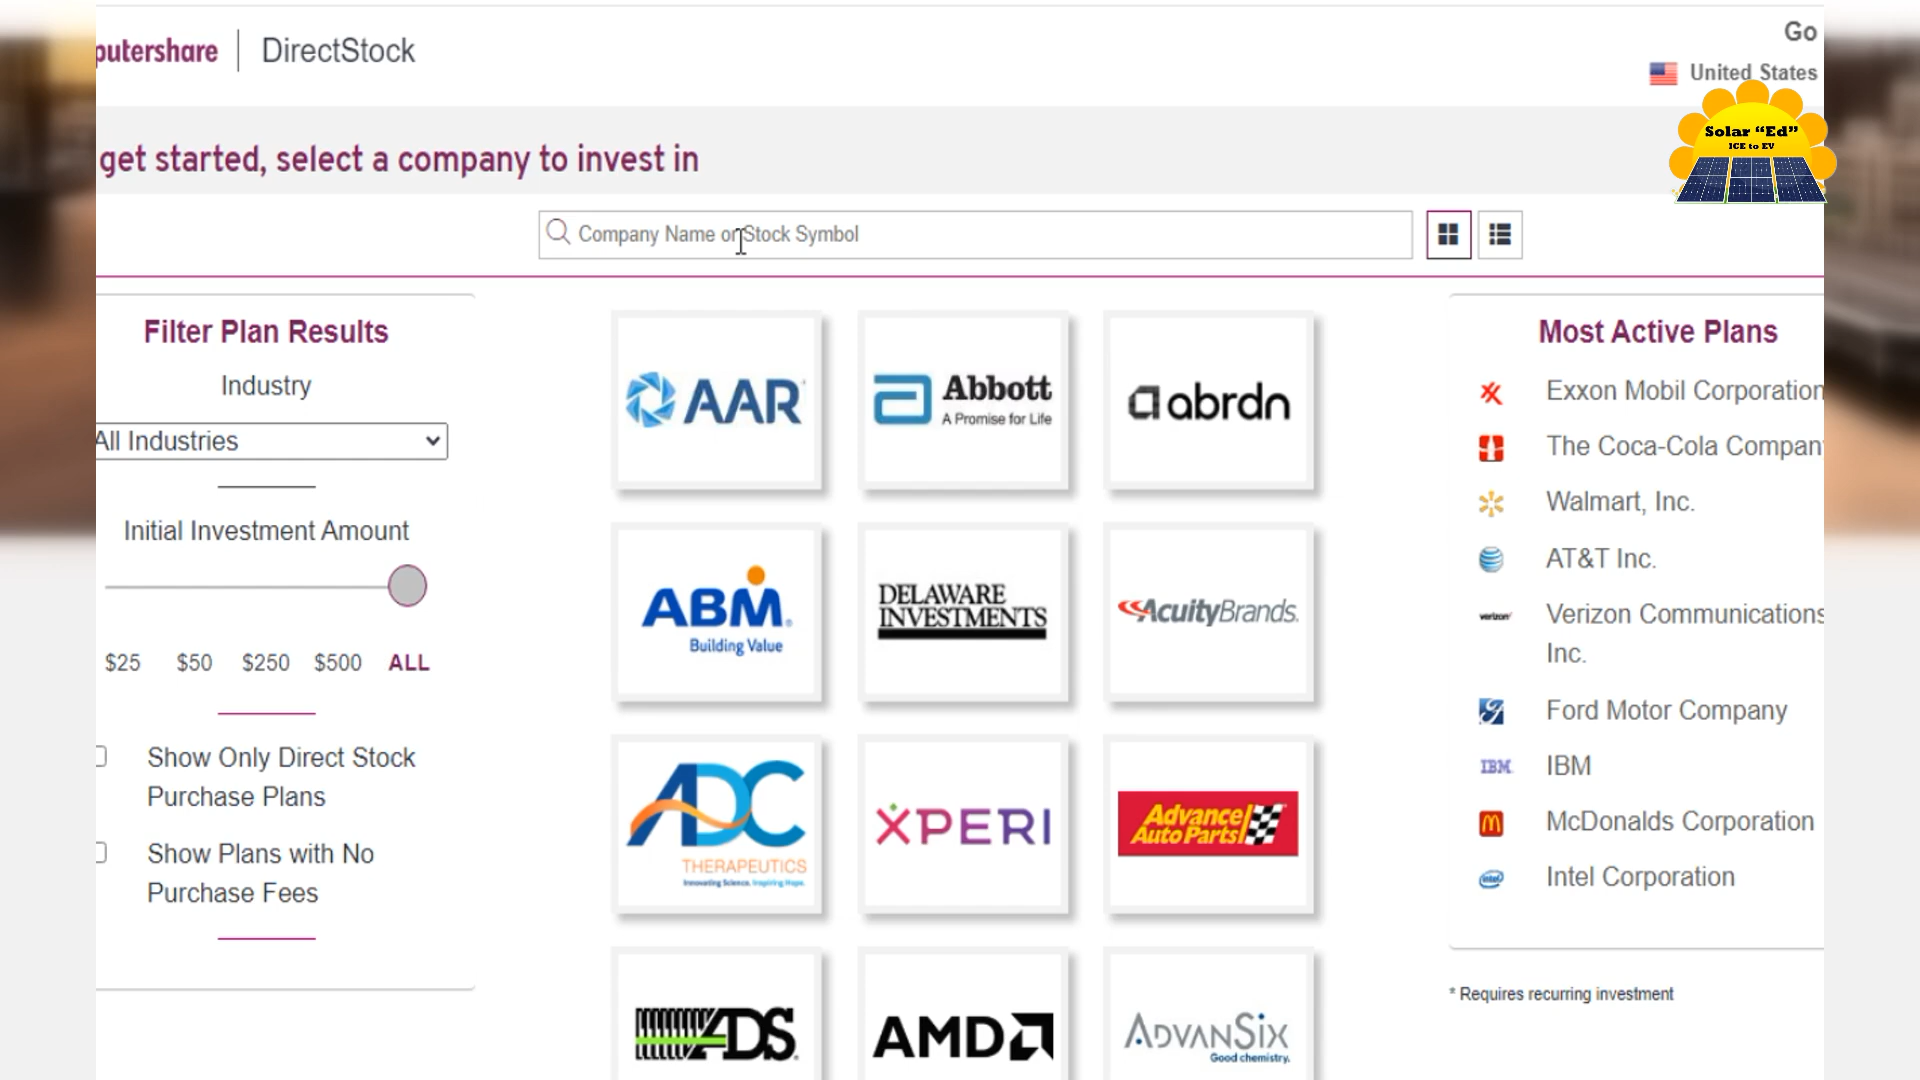 putershare | DirectStock
Go
United States
Solar “Ed”
ICE to EV
get started, select a company to invest in
Company Name or Stock Symbol
Filter Plan Results
Industry
All Industries
Initial Investment Amount
$25 $50 $250 $500 ALL
Show Only Direct Stock
Purchase Plans
Show Plans with No
Purchase Fees
AAR
Abbott
A Promise for Life
abrdn
ABM
Building Value
DELAWARE
INVESTMENTS
AcuityBrands.
ADC
THERAPEUTICS
Innovating Science. Inspiring Hope.
XPERI
Advance
Auto Parts
ADS
AMD
ADVANSIX
Good chemistry.
Most Active Plans
Exxon Mobil Corporation
The Coca-Cola Compan
Walmart, Inc.
AT&T Inc.
verizon
Verizon Communications
Inc.
Ford Motor Company
IBM
IBM
McDonalds Corporation
intel
Intel Corporation
* Requires recurring investment